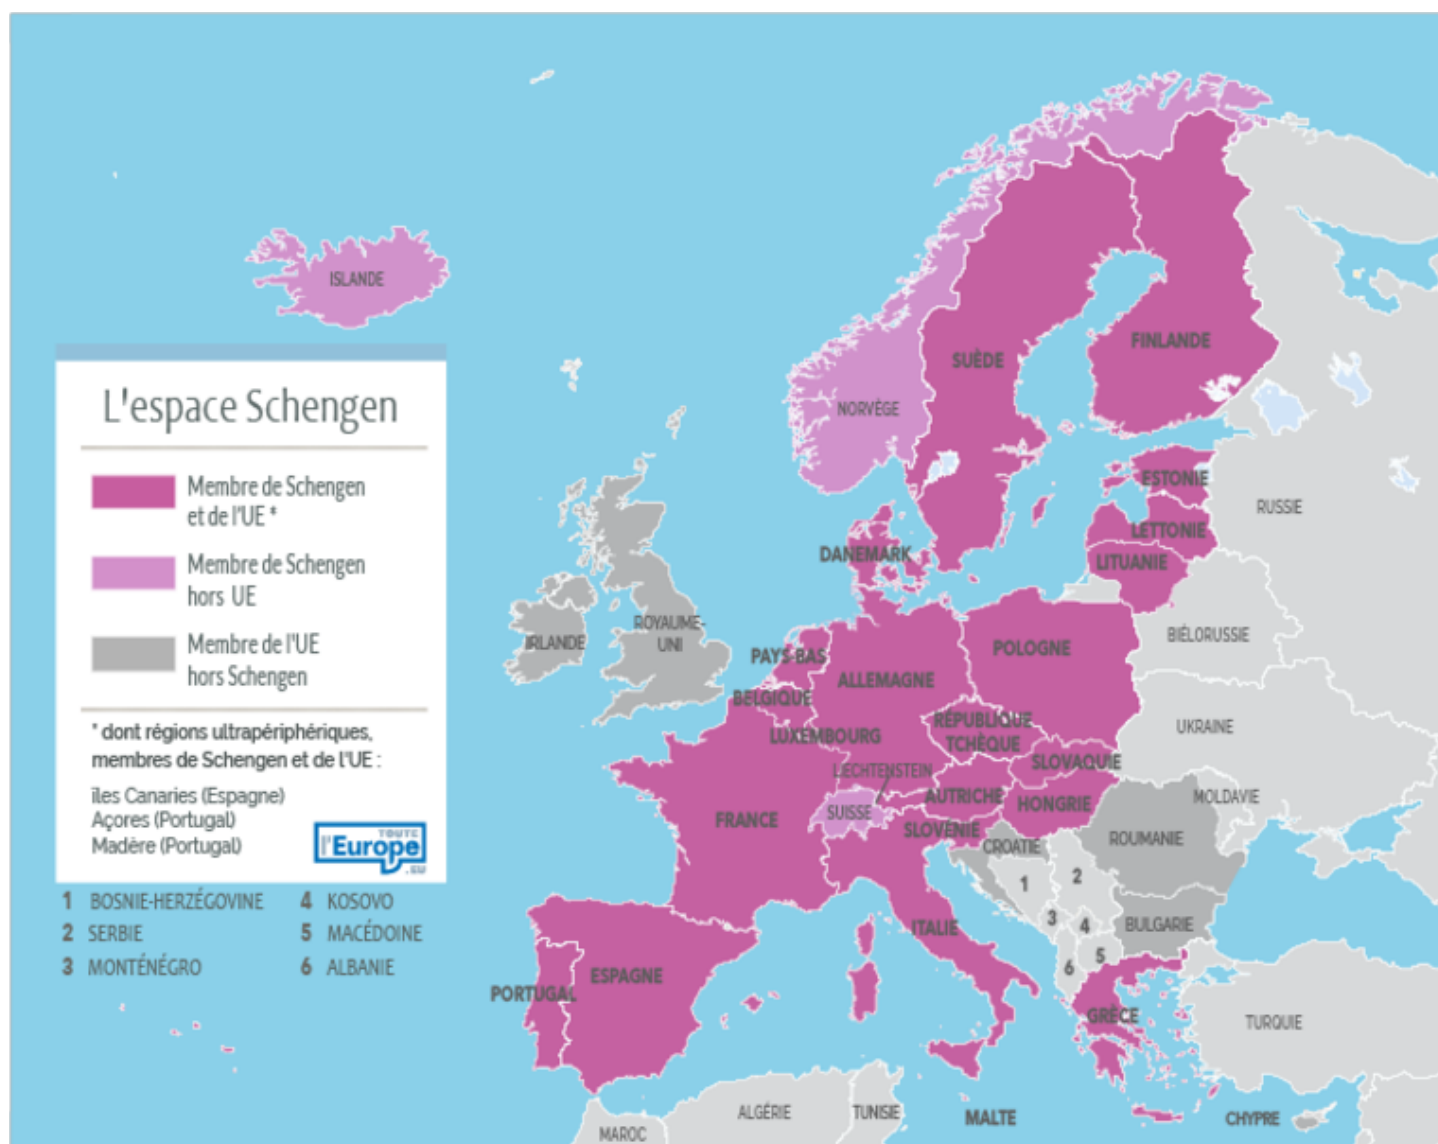 L'espace Schengen
Membre de Schengen
et de l'UE *
Membre de Schengen
hors UE
Membre de l'UE
hors Schengen
* dont régions ultrapériphériques,
membres de Schengen et de l'UE :
îles Canaries (Espagne)
Açores (Portugal)
Madère (Portugal)
TOUTE
l'Europe
.EU
1 BOSNIE-HERZÉGOVINE
2 SERBIE
3 MONTÉNÉGRO
4 KOSOVO
5 MACÉDOINE
6 ALBANIE
ISLANDE
NORVÈGE
SUÈDE
FINLANDE
ESTONIE
LETTONIE
LITUANIE
RUSSIE
DANEMARK
IRLANDE
ROYAUME-
UNI
PAYS-BAS
BELGIQUE
LUXEMBOURG
ALLEMAGNE
POLOGNE
BIÉLORUSSIE
UKRAINE
RÉPUBLIQUE
TCHÈQUE
SLOVAQUIE
LIECHTENSTEIN
SUISSE
AUTRICHE
HONGRIE
MOLDAVIE
FRANCE
SLOVÉNIE
CROATIE
ROUMANIE
1
2
3
4
5
6
BULGARIE
ITALIE
ESPAGNE
PORTUGAL
GRÈCE
TURQUIE
MALTE
CHYPRE
ALGÉRIE
TUNISIE
MAROC